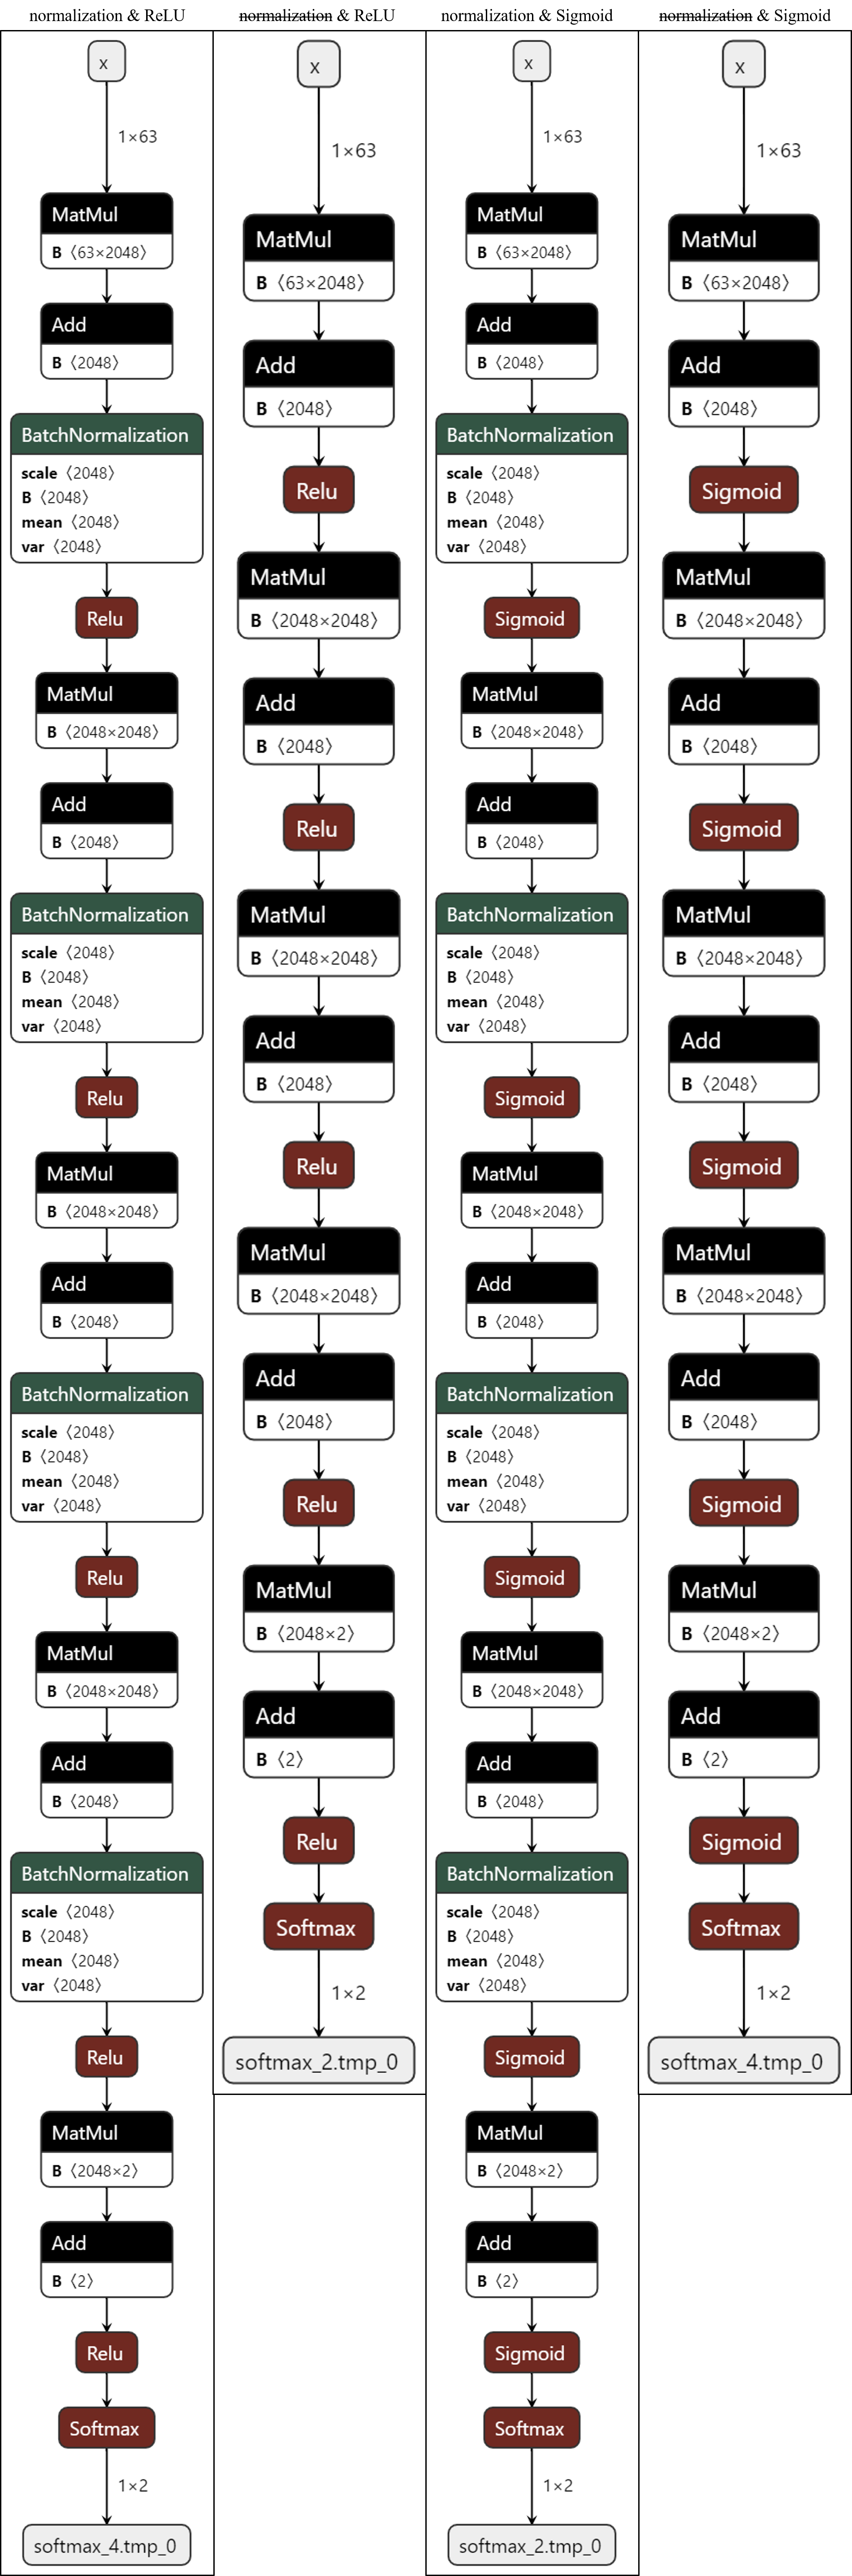 normalization & ReLU
x
1×63
MatMul
B 〈63×2048〉
Add
B 〈2048〉
BatchNormalization
scale 〈2048〉
B 〈2048〉
mean 〈2048〉
var 〈2048〉
Relu
MatMul
B 〈2048×2048〉
Add
B 〈2048〉
BatchNormalization
scale 〈2048〉
B 〈2048〉
mean 〈2048〉
var 〈2048〉
Relu
MatMul
B 〈2048×2048〉
Add
B 〈2048〉
BatchNormalization
scale 〈2048〉
B 〈2048〉
mean 〈2048〉
var 〈2048〉
Relu
MatMul
B 〈2048×2048〉
Add
B 〈2048〉
BatchNormalization
scale 〈2048〉
B 〈2048〉
mean 〈2048〉
var 〈2048〉
Relu
MatMul
B 〈2048×2〉
Add
B 〈2〉
Relu
Softmax
1×2
softmax_4.tmp_0
normalization & ReLU
x
1×63
MatMul
B 〈63×2048〉
Add
B 〈2048〉
Relu
MatMul
B 〈2048×2048〉
Add
B 〈2048〉
Relu
MatMul
B 〈2048×2048〉
Add
B 〈2048〉
Relu
MatMul
B 〈2048×2048〉
Add
B 〈2048〉
Relu
MatMul
B 〈2048×2〉
Add
B 〈2〉
Relu
Softmax
1×2
softmax_2.tmp_0
normalization & Sigmoid
x
1×63
MatMul
B 〈63×2048〉
Add
B 〈2048〉
BatchNormalization
scale 〈2048〉
B 〈2048〉
mean 〈2048〉
var 〈2048〉
Sigmoid
MatMul
B 〈2048×2048〉
Add
B 〈2048〉
BatchNormalization
scale 〈2048〉
B 〈2048〉
mean 〈2048〉
var 〈2048〉
Sigmoid
MatMul
B 〈2048×2048〉
Add
B 〈2048〉
BatchNormalization
scale 〈2048〉
B 〈2048〉
mean 〈2048〉
var 〈2048〉
Sigmoid
MatMul
B 〈2048×2048〉
Add
B 〈2048〉
BatchNormalization
scale 〈2048〉
B 〈2048〉
mean 〈2048〉
var 〈2048〉
Sigmoid
MatMul
B 〈2048×2〉
Add
B 〈2〉
Sigmoid
Softmax
1×2
softmax_2.tmp_0
normalization & Sigmoid
x
1×63
MatMul
B 〈63×2048〉
Add
B 〈2048〉
Sigmoid
MatMul
B 〈2048×2048〉
Add
B 〈2048〉
Sigmoid
MatMul
B 〈2048×2048〉
Add
B 〈2048〉
Sigmoid
MatMul
B 〈2048×2048〉
Add
B 〈2048〉
Sigmoid
MatMul
B 〈2048×2〉
Add
B 〈2〉
Sigmoid
Softmax
1×2
softmax_4.tmp_0